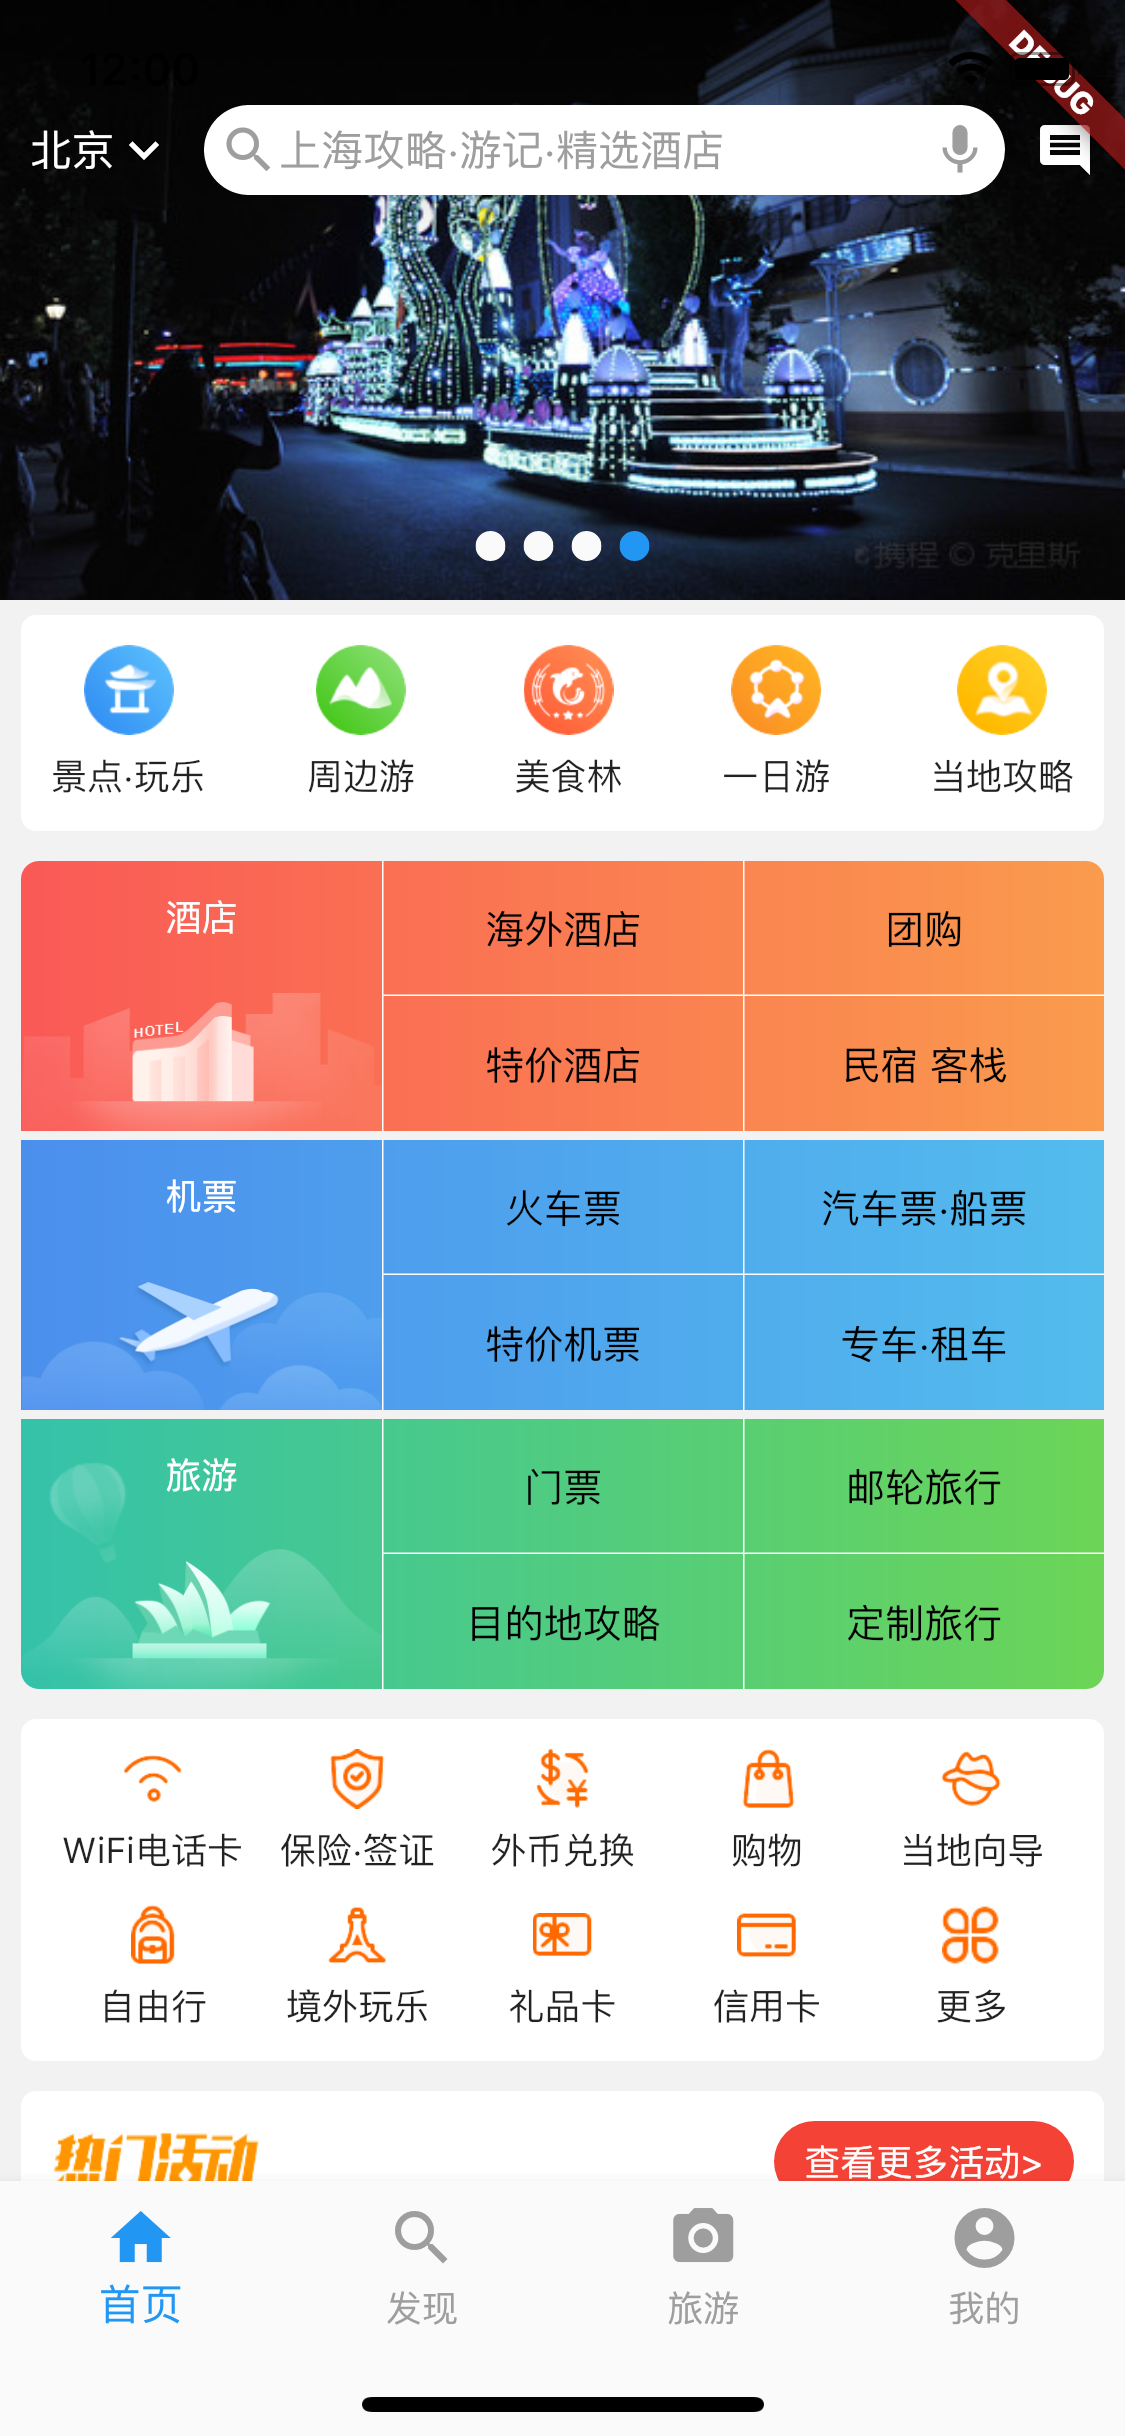 12:00
DEBUG
北京
上海攻略·游记·精选酒店
携程 © 克里斯
景点·玩乐
周边游
美食林
一日游
当地攻略
酒店
HOTEL
海外酒店
团购
特价酒店
民宿 客栈
机票
火车票
汽车票·船票
特价机票
专车·租车
旅游
门票
邮轮旅行
目的地攻略
定制旅行
WiFi电话卡
保险·签证
外币兑换
购物
当地向导
自由行
境外玩乐
礼品卡
信用卡
更多
热门活动
查看更多活动>
首页
发现
旅游
我的